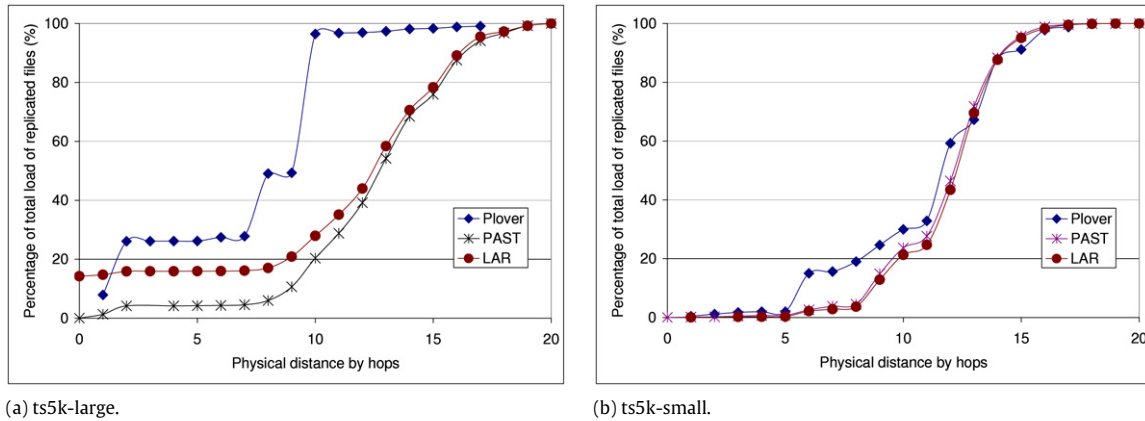 Percentage of total load of replicated files (%)
100
80
60
40
20
0
Plover
PAST
LAR
0 5 10 15 20
Physical distance by hops
(a) ts5k-large.
Percentage of total load of replicated files (%)
100
80
60
40
20
0
Plover
PAST
LAR
0 5 10 15 20
Physical distance by hops
(b) ts5k-small.